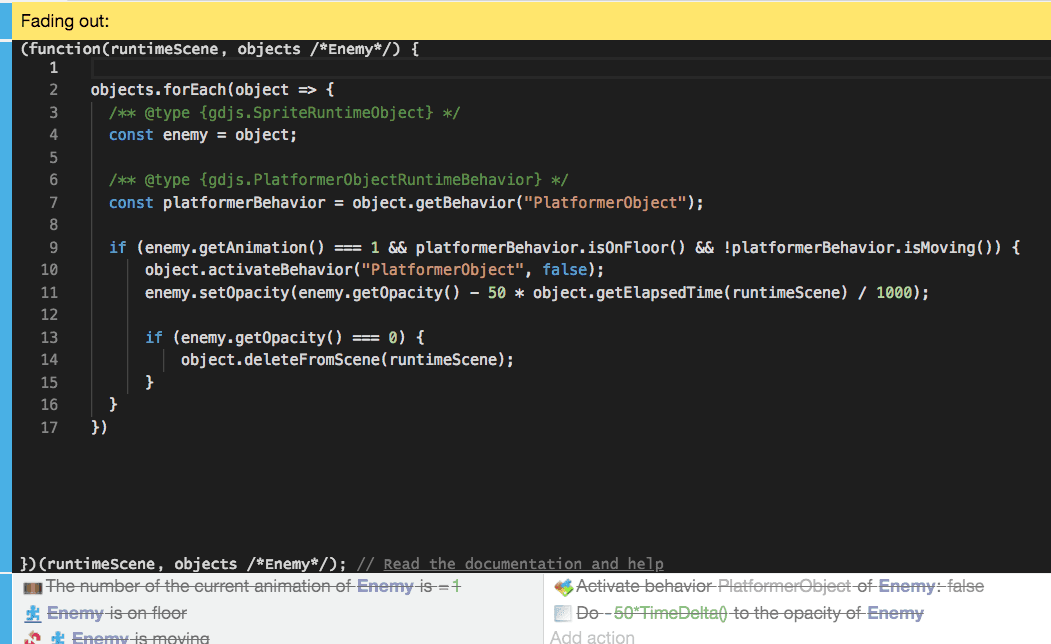 Fading out:
(function(runtimeScene, objects /*Enemy*/) {
1
2 objects.forEach(object => {
3 /** @type {gdjs.SpriteRuntimeObject} */
4 const enemy = object;
5
6 /** @type {gdjs.PlatformerObjectRuntimeBehavior} */
7 const platformerBehavior = object.getBehavior("PlatformerObject");
8
9 if (enemy.getAnimation() === 1 && platformerBehavior.isOnFloor() && !platformerBehavior.isMoving()) {
10 object.activateBehavior("PlatformerObject", false);
11 enemy.setOpacity(enemy.getOpacity() - 50 * object.getElapsedTime(runtimeScene) / 1000);
12
13 if (enemy.getOpacity() === 0) {
14 object.deleteFromScene(runtimeScene);
15 }
16 }
17 })
})(runtimeScene, objects /*Enemy*/); // Read the documentation and help
The number of the current animation of Enemy is = 1
Enemy is on floor
Enemy is moving
Activate behavior PlatformerObject of Enemy: false
Do -50*TimeDelta() to the opacity of Enemy
Add action